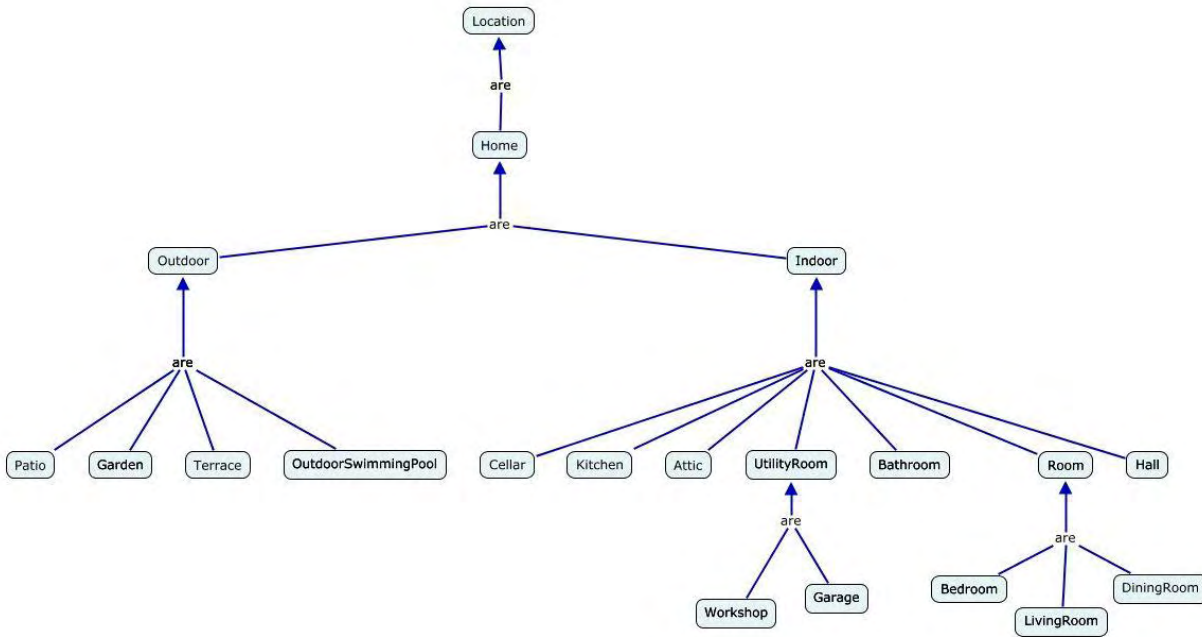 Location
are
Home
are
Outdoor
Indoor
are
are
Patio
Garden
Terrace
OutdoorSwimmingPool
Cellar
Kitchen
Attic
UtilityRoom
Bathroom
Room
Hall
are
are
Workshop
Garage
Bedroom
LivingRoom
DiningRoom